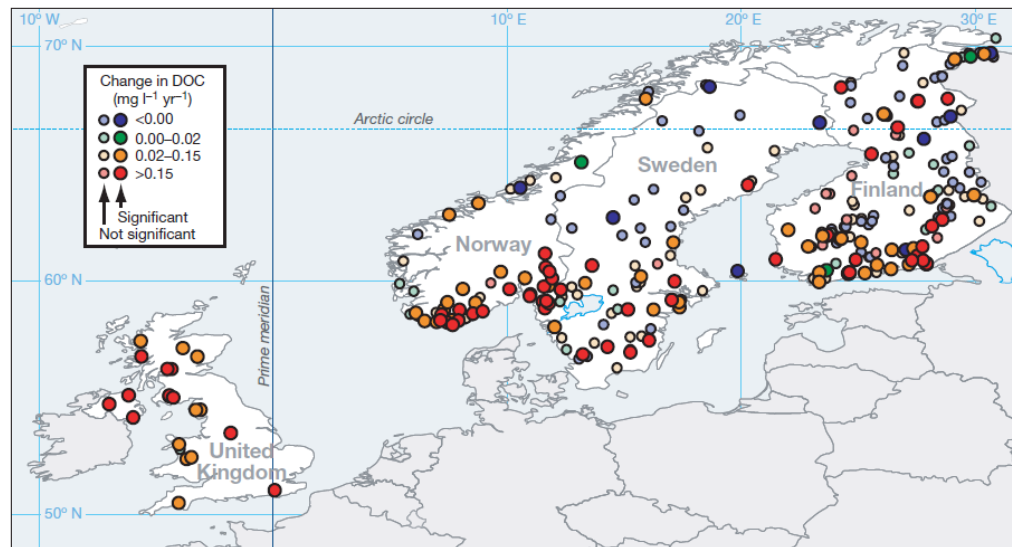 10° W
10° E
20° E
30° E
70° N
Change in DOC
(mg l–1 yr–1)
<0.00
0.00–0.02
0.02–0.15
>0.15
Significant
Not significant
Arctic circle
Sweden
Finland
Norway
60° N
Prime meridian
United
Kingdom
50° N